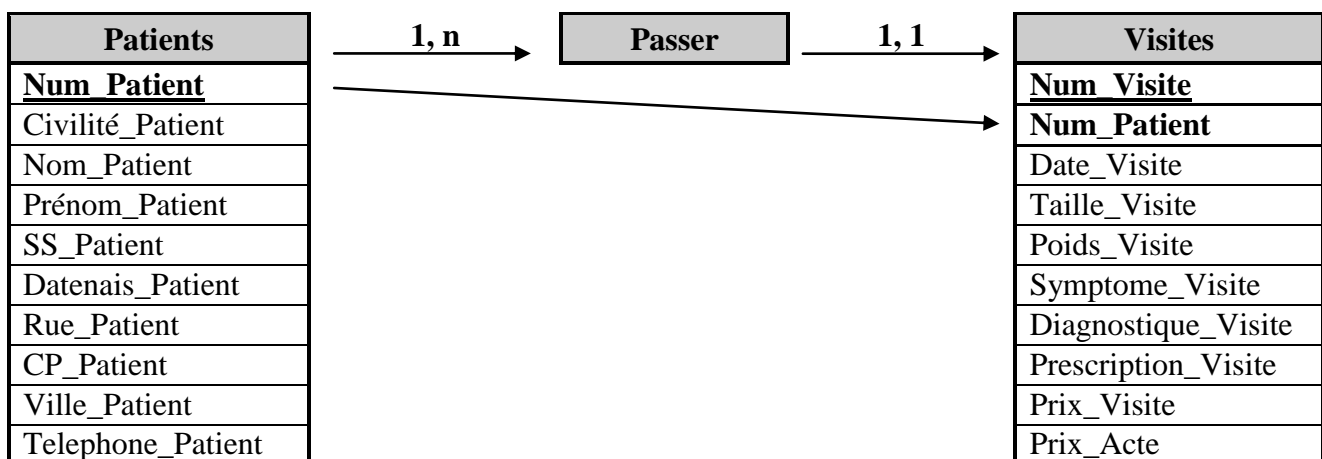 Patients
1, n
Passer
1, 1
Visites
Num_Patient
Civilité_Patient
Nom_Patient
Prénom_Patient
SS_Patient
Datenais_Patient
Rue_Patient
CP_Patient
Ville_Patient
Telephone_Patient
Num_Visite
Num_Patient
Date_Visite
Taille_Visite
Poids_Visite
Symptome_Visite
Diagnostique_Visite
Prescription_Visite
Prix_Visite
Prix_Acte